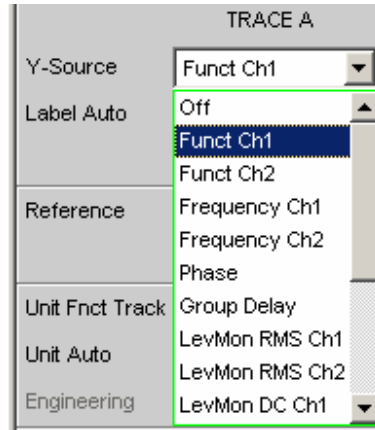 TRACE A
Y-Source Funct Ch1
Label Auto Off
Funct Ch1
Funct Ch2
Reference Frequency Ch1
Frequency Ch2
Phase
Unit Fnct Track Group Delay
Unit Auto LevMon RMS Ch1
LevMon RMS Ch2
Engineering LevMon DC Ch1